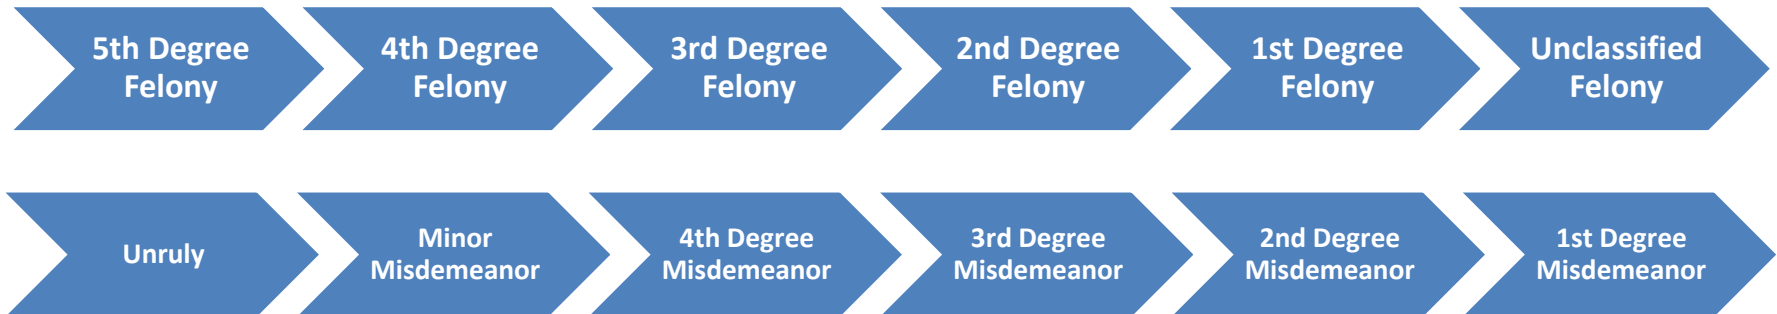 5th Degree
Felony
4th Degree
Felony
3rd Degree
Felony
2nd Degree
Felony
1st Degree
Felony
Unclassified
Felony
Unruly
Minor
Misdemeanor
4th Degree
Misdemeanor
3rd Degree
Misdemeanor
2nd Degree
Misdemeanor
1st Degree
Misdemeanor